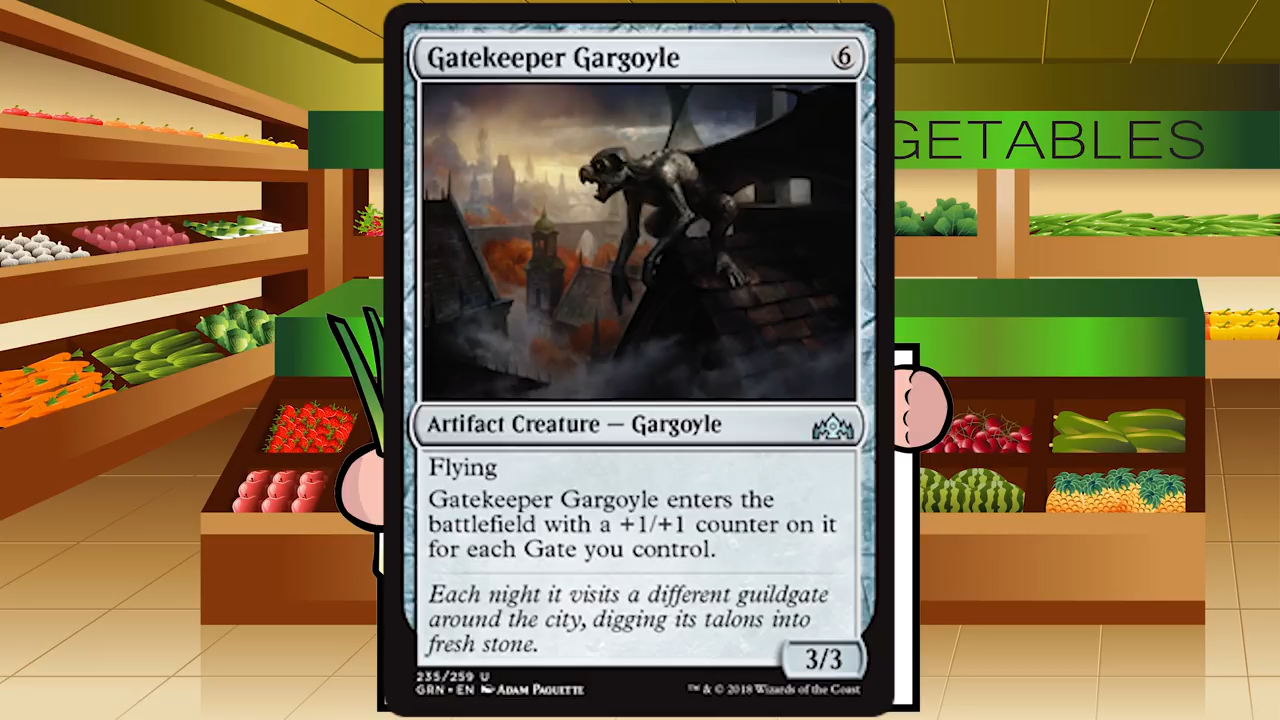 Gatekeeper Gargoyle 6
GETABLES
Artifact Creature — Gargoyle
Flying
Gatekeeper Gargoyle enters the
battlefield with a +1/+1 counter on it
for each Gate you control.
Each night it visits a different guildgate
around the city, digging its talons into
fresh stone.
3/3
235/259 U
GRN • EN ADAM PAQUETTE
™ & © 2018 Wizards of the Coast